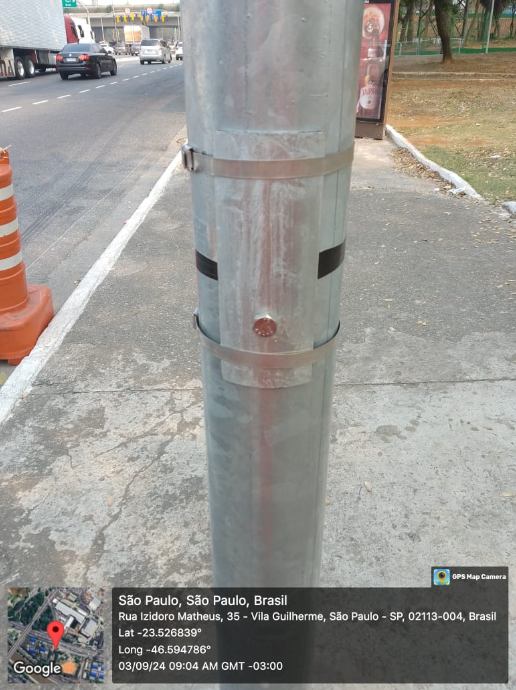 GPS Map Camera
São Paulo, São Paulo, Brasil
Rua Izidoro Matheus, 35 - Vila Guilherme, São Paulo - SP, 02113-004, Brasil
Lat -23.526839°
Long -46.594786°
03/09/24 09:04 AM GMT -03:00
Google